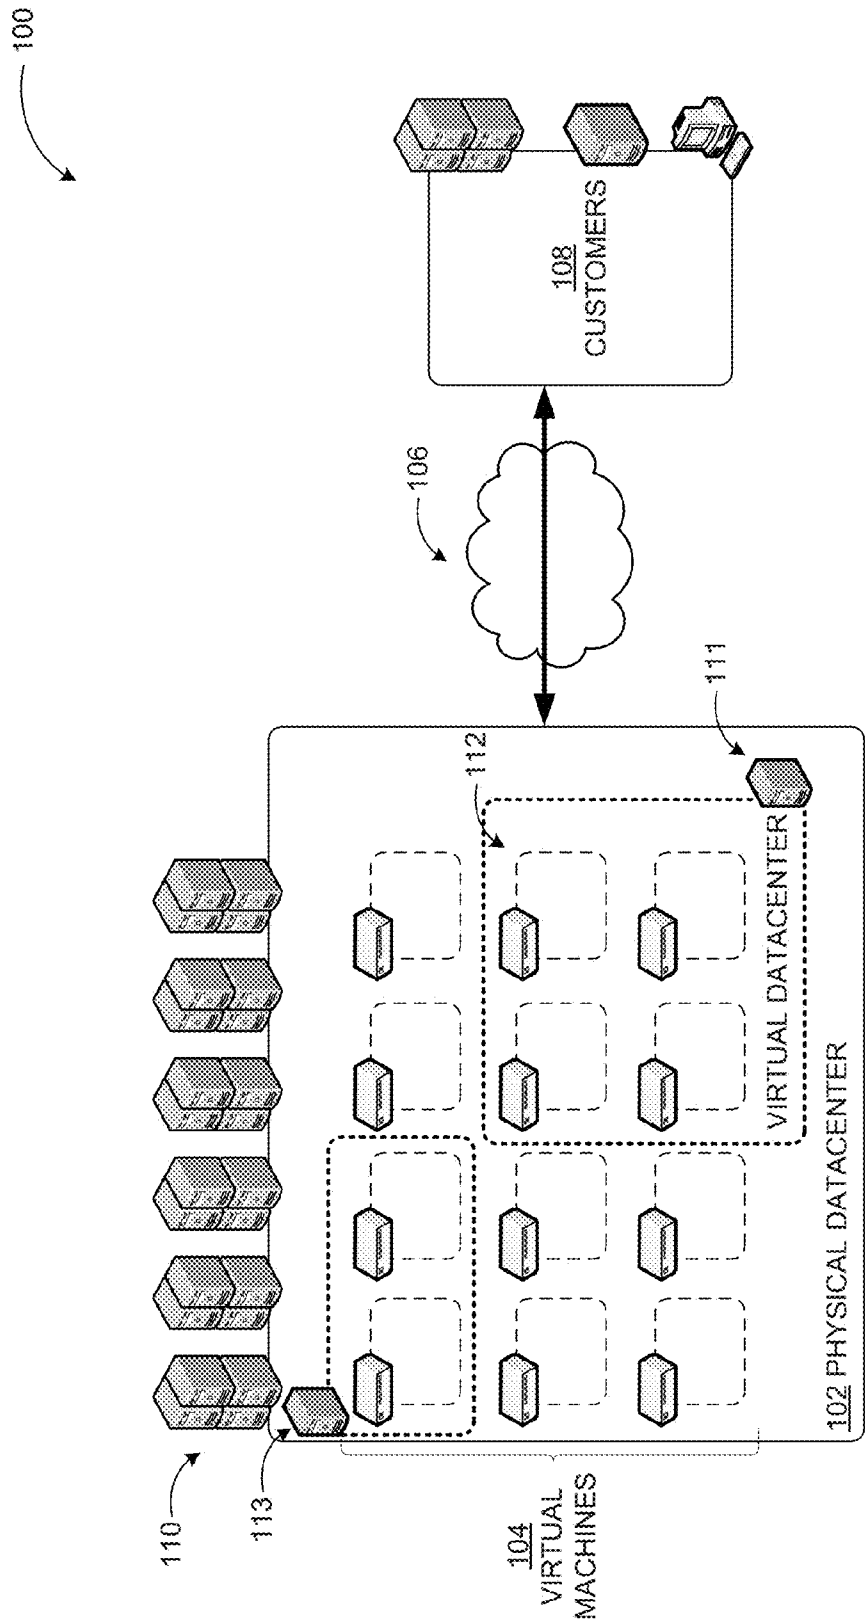 100
110
113
104
VIRTUAL
MACHINES
102 PHYSICAL DATACENTER
VIRTUAL DATACENTER
112
111
106
108
CUSTOMERS